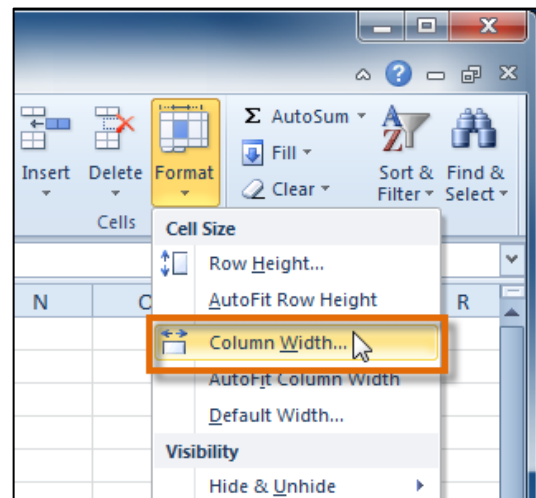 Σ AutoSum
Fill
Clear
Insert Delete Format
Sort & Filter
Find & Select
Cells
Cell Size
Row Height...
AutoFit Row Height
N
R
Column Width...
AutoFit Column Width
Default Width...
Visibility
Hide & Unhide